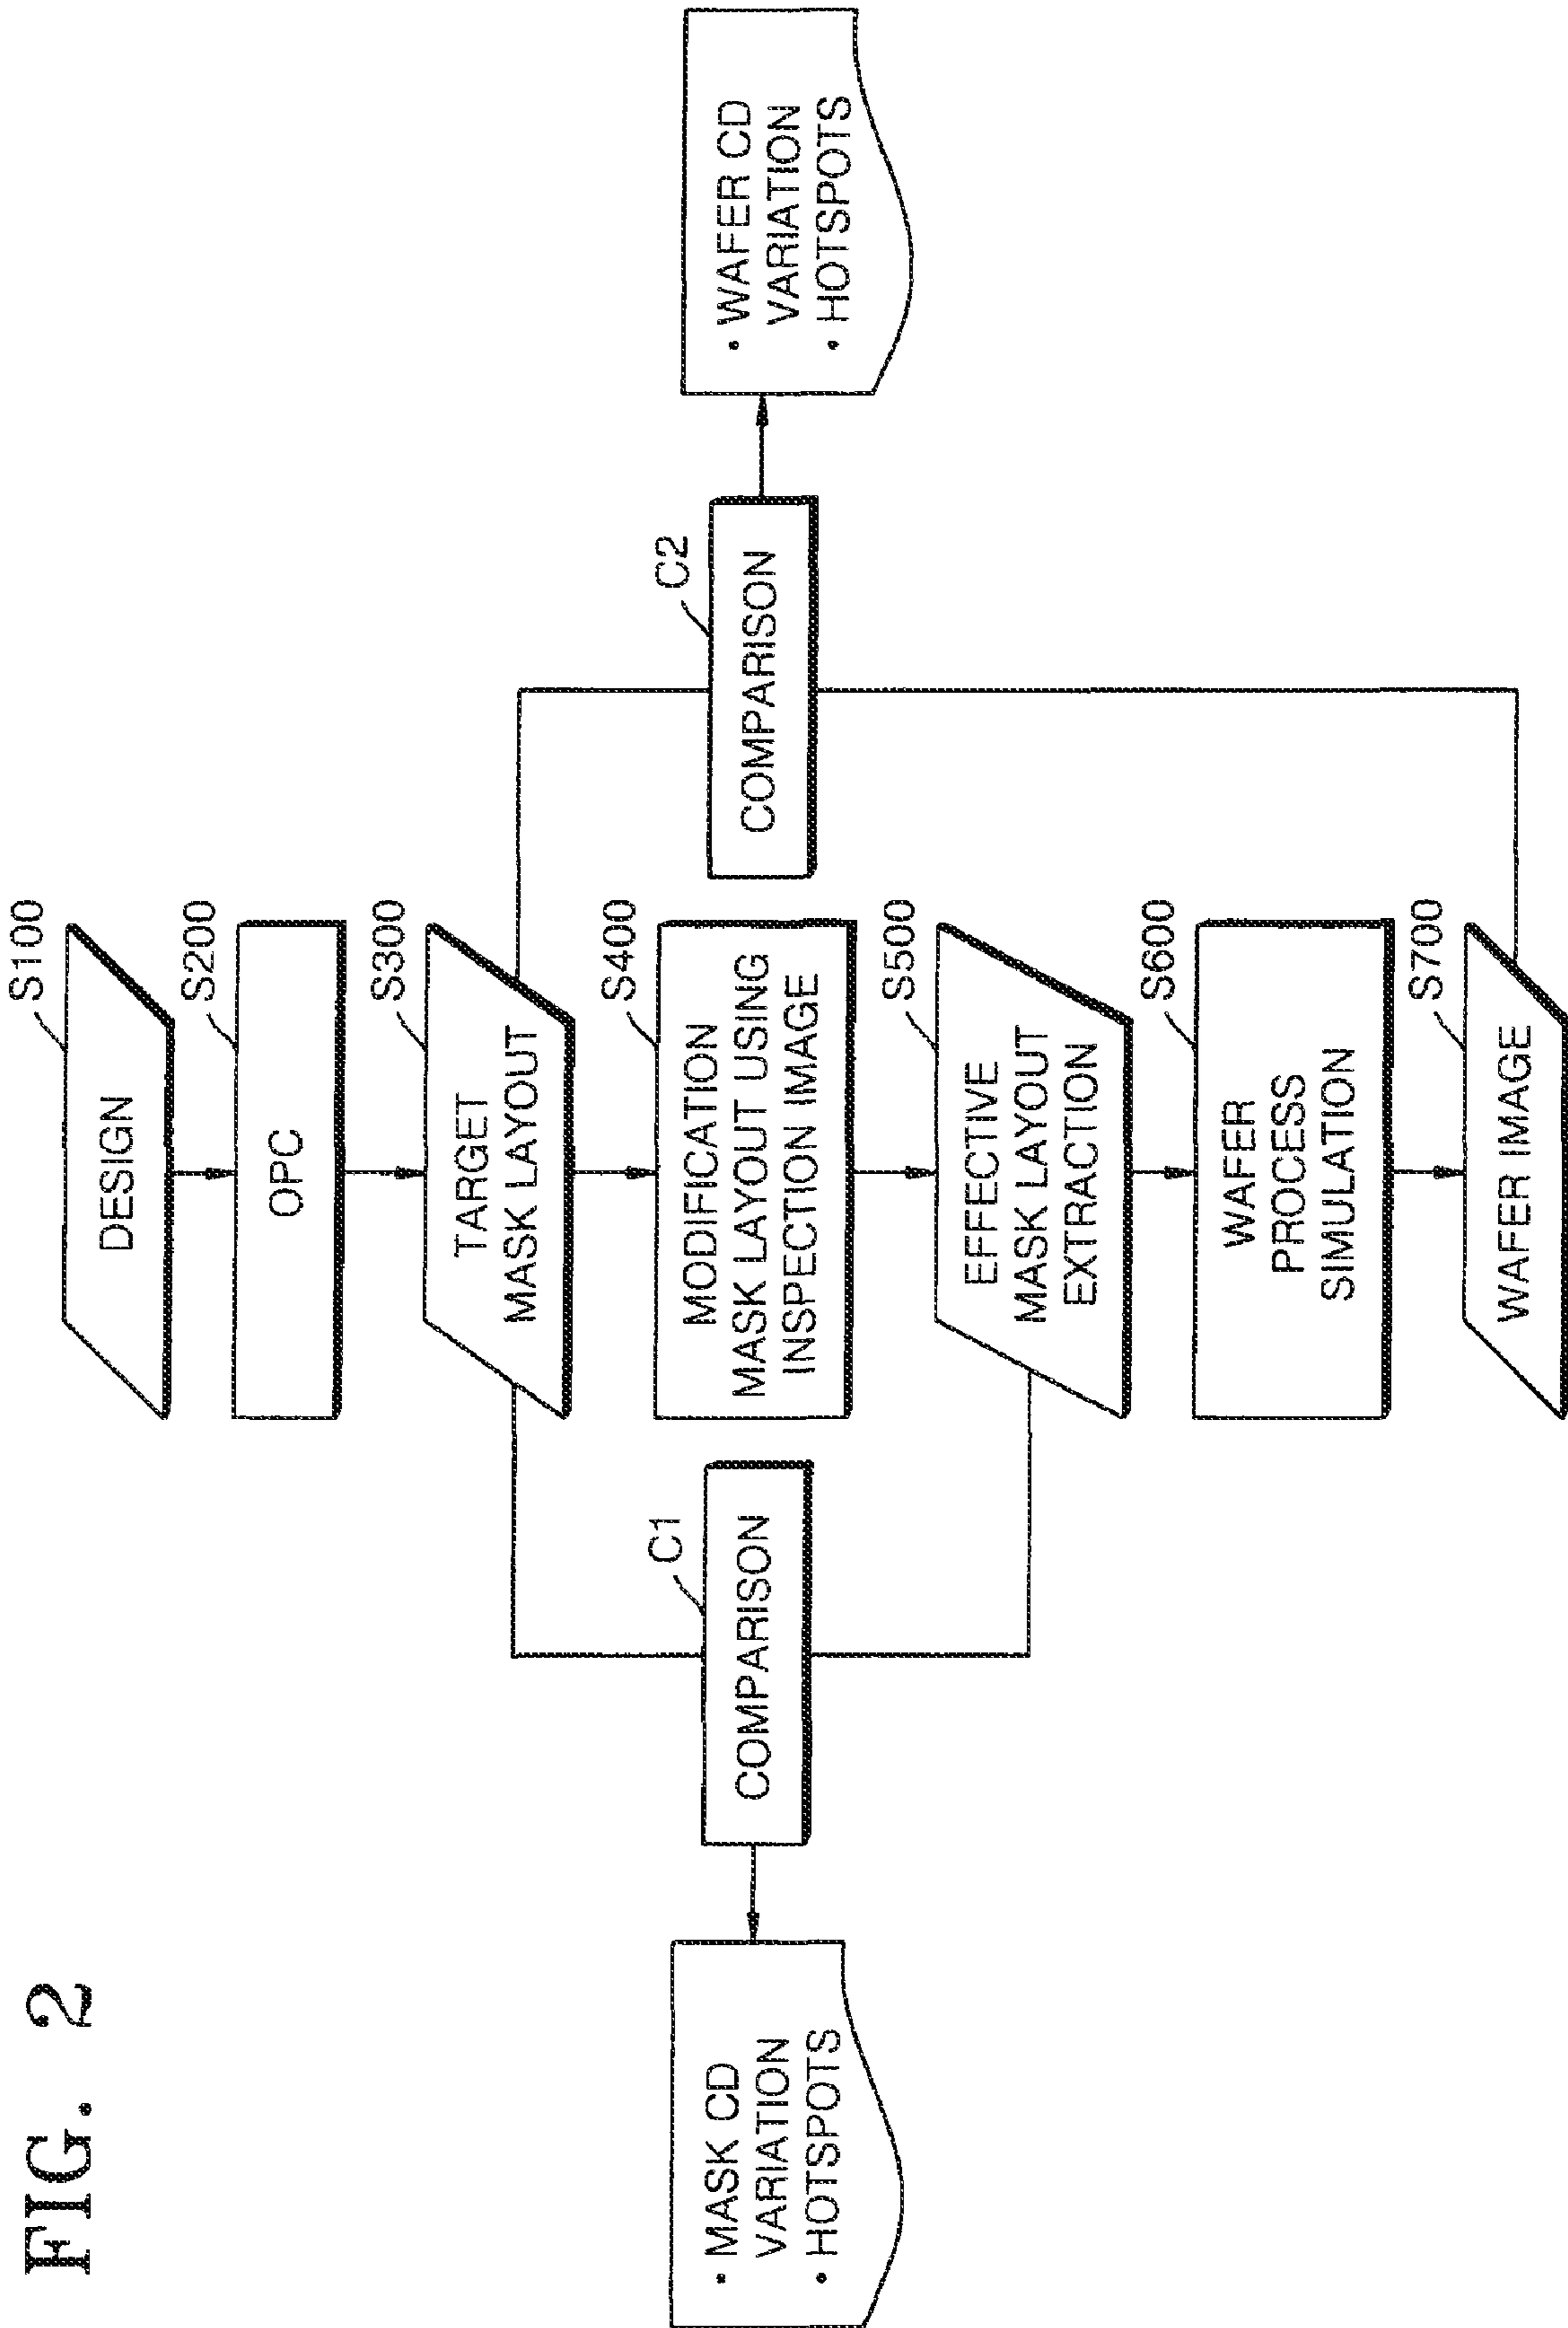 FIG. 2
S100
DESIGN
S200
OPC
S300
TARGET
MASK LAYOUT
S400
MODIFICATION
MASK LAYOUT USING
INSPECTION IMAGE
S500
EFFECTIVE
MASK LAYOUT
EXTRACTION
S600
WAFER
PROCESS
SIMULATION
S700
WAFER IMAGE
C1
COMPARISON
• MASK CD
VARIATION
• HOTSPOTS
C2
COMPARISON
• WAFER CD
VARIATION
• HOTSPOTS